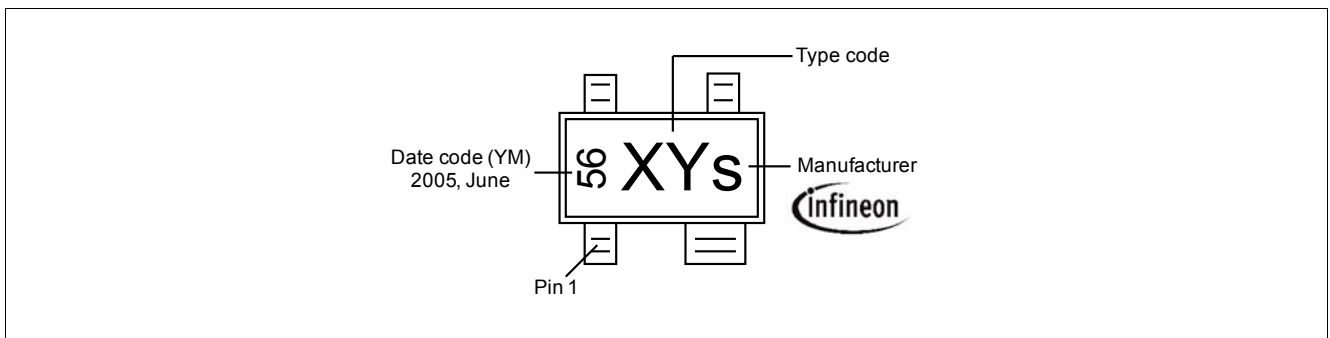 Type code
Date code (YM)
2005, June
56
XYs
Manufacturer
infineon
Pin 1